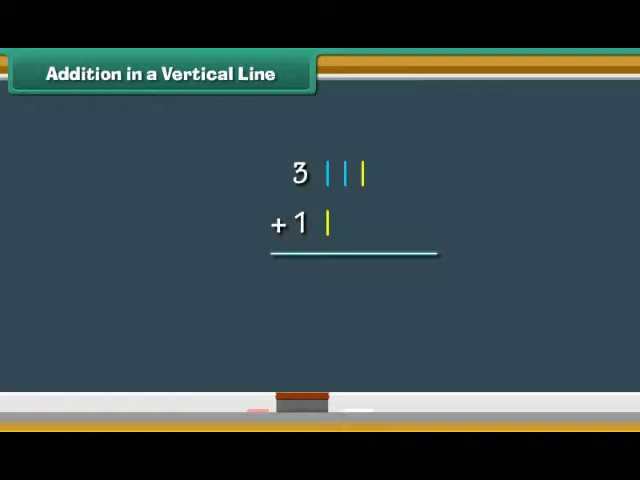 Addition in a Vertical Line
3 | | |
+ 1 |